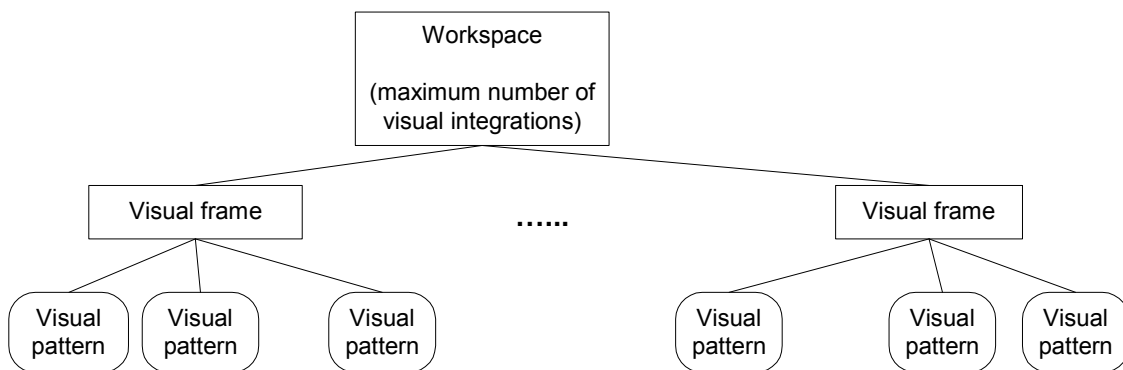 Workspace
(maximum number of
visual integrations)
Visual frame
…...
Visual frame
Visual
pattern
Visual
pattern
Visual
pattern
Visual
pattern
Visual
pattern
Visual
pattern